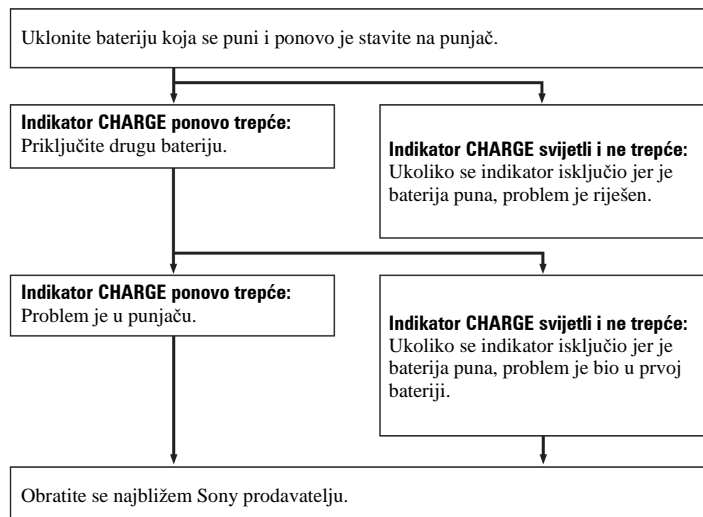 Uklonite bateriju koja se puni i ponovo je stavite na punjač.
Indikator CHARGE ponovo trepće:
Priključite drugu bateriju.
Indikator CHARGE svijetli i ne trepće:
Ukoliko se indikator isključio jer je
baterija puna, problem je riješen.
Indikator CHARGE ponovo trepće:
Problem je u punjaču.
Indikator CHARGE svijetli i ne trepće:
Ukoliko se indikator isključio jer je
baterija puna, problem je bio u prvoj
bateriji.
Obratite se najbližem Sony prodavatelju.